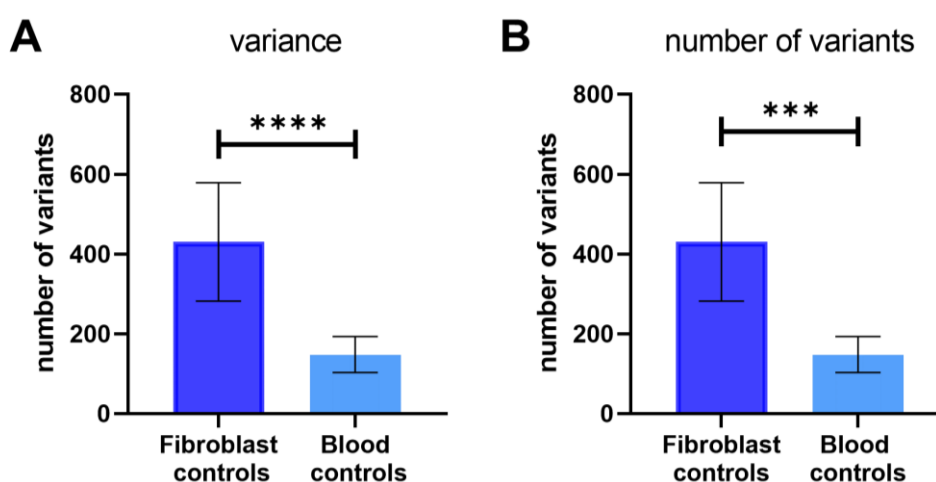 A
variance
number of variants
800
600
400
200
0
****
Fibroblast
controls
Blood
controls
B
number of variants
number of variants
800
600
400
200
0
***
Fibroblast
controls
Blood
controls